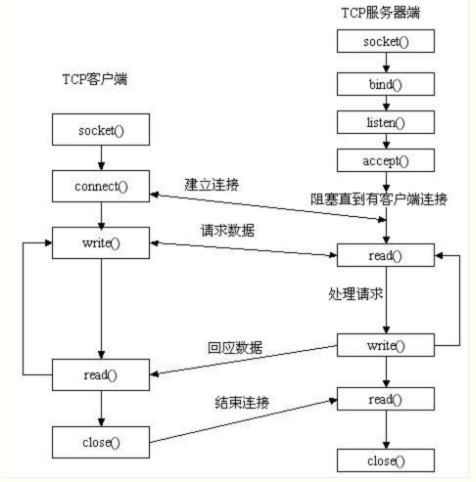 TCP服务器端
socket()
bind()
TCP客户端
listen()
socket()
accept()
connect()
建立连接
阻塞直到有客户端连接
请求数据
write()
read()
处理请求
回应数据
write()
read()
结束连接
read()
close()
close()